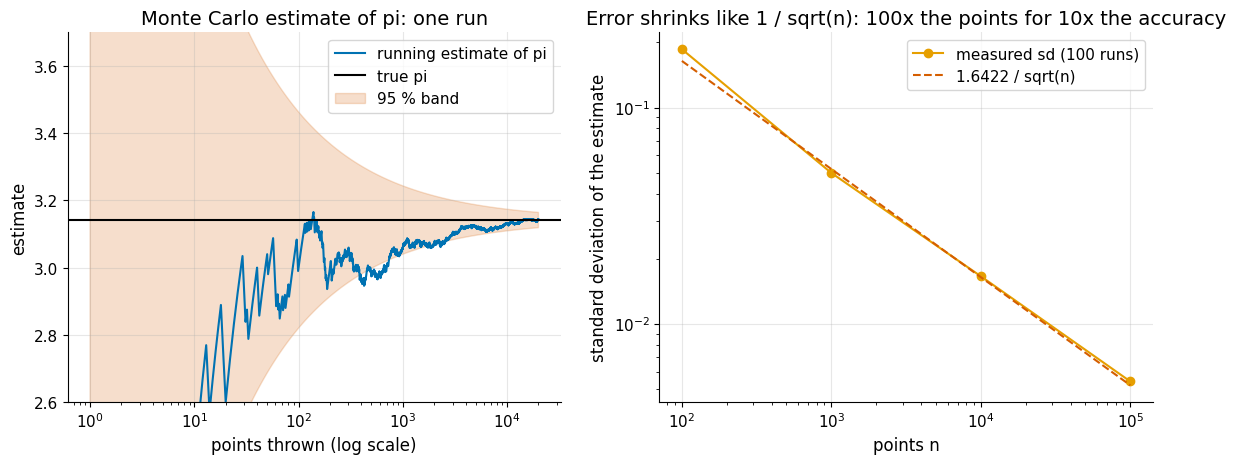 Monte Carlo estimate of pi: one run
estimate
3.6
3.4
3.2
3.0
2.8
2.6
running estimate of pi
true pi
95 % band
10⁰
10¹
10²
10³
10⁴
points thrown (log scale)
Error shrinks like 1 / sqrt(n): 100x the points for 10x the accuracy
standard deviation of the estimate
10⁻¹
10⁻²
measured sd (100 runs)
1.6422 / sqrt(n)
10²
10³
10⁴
10⁵
points n